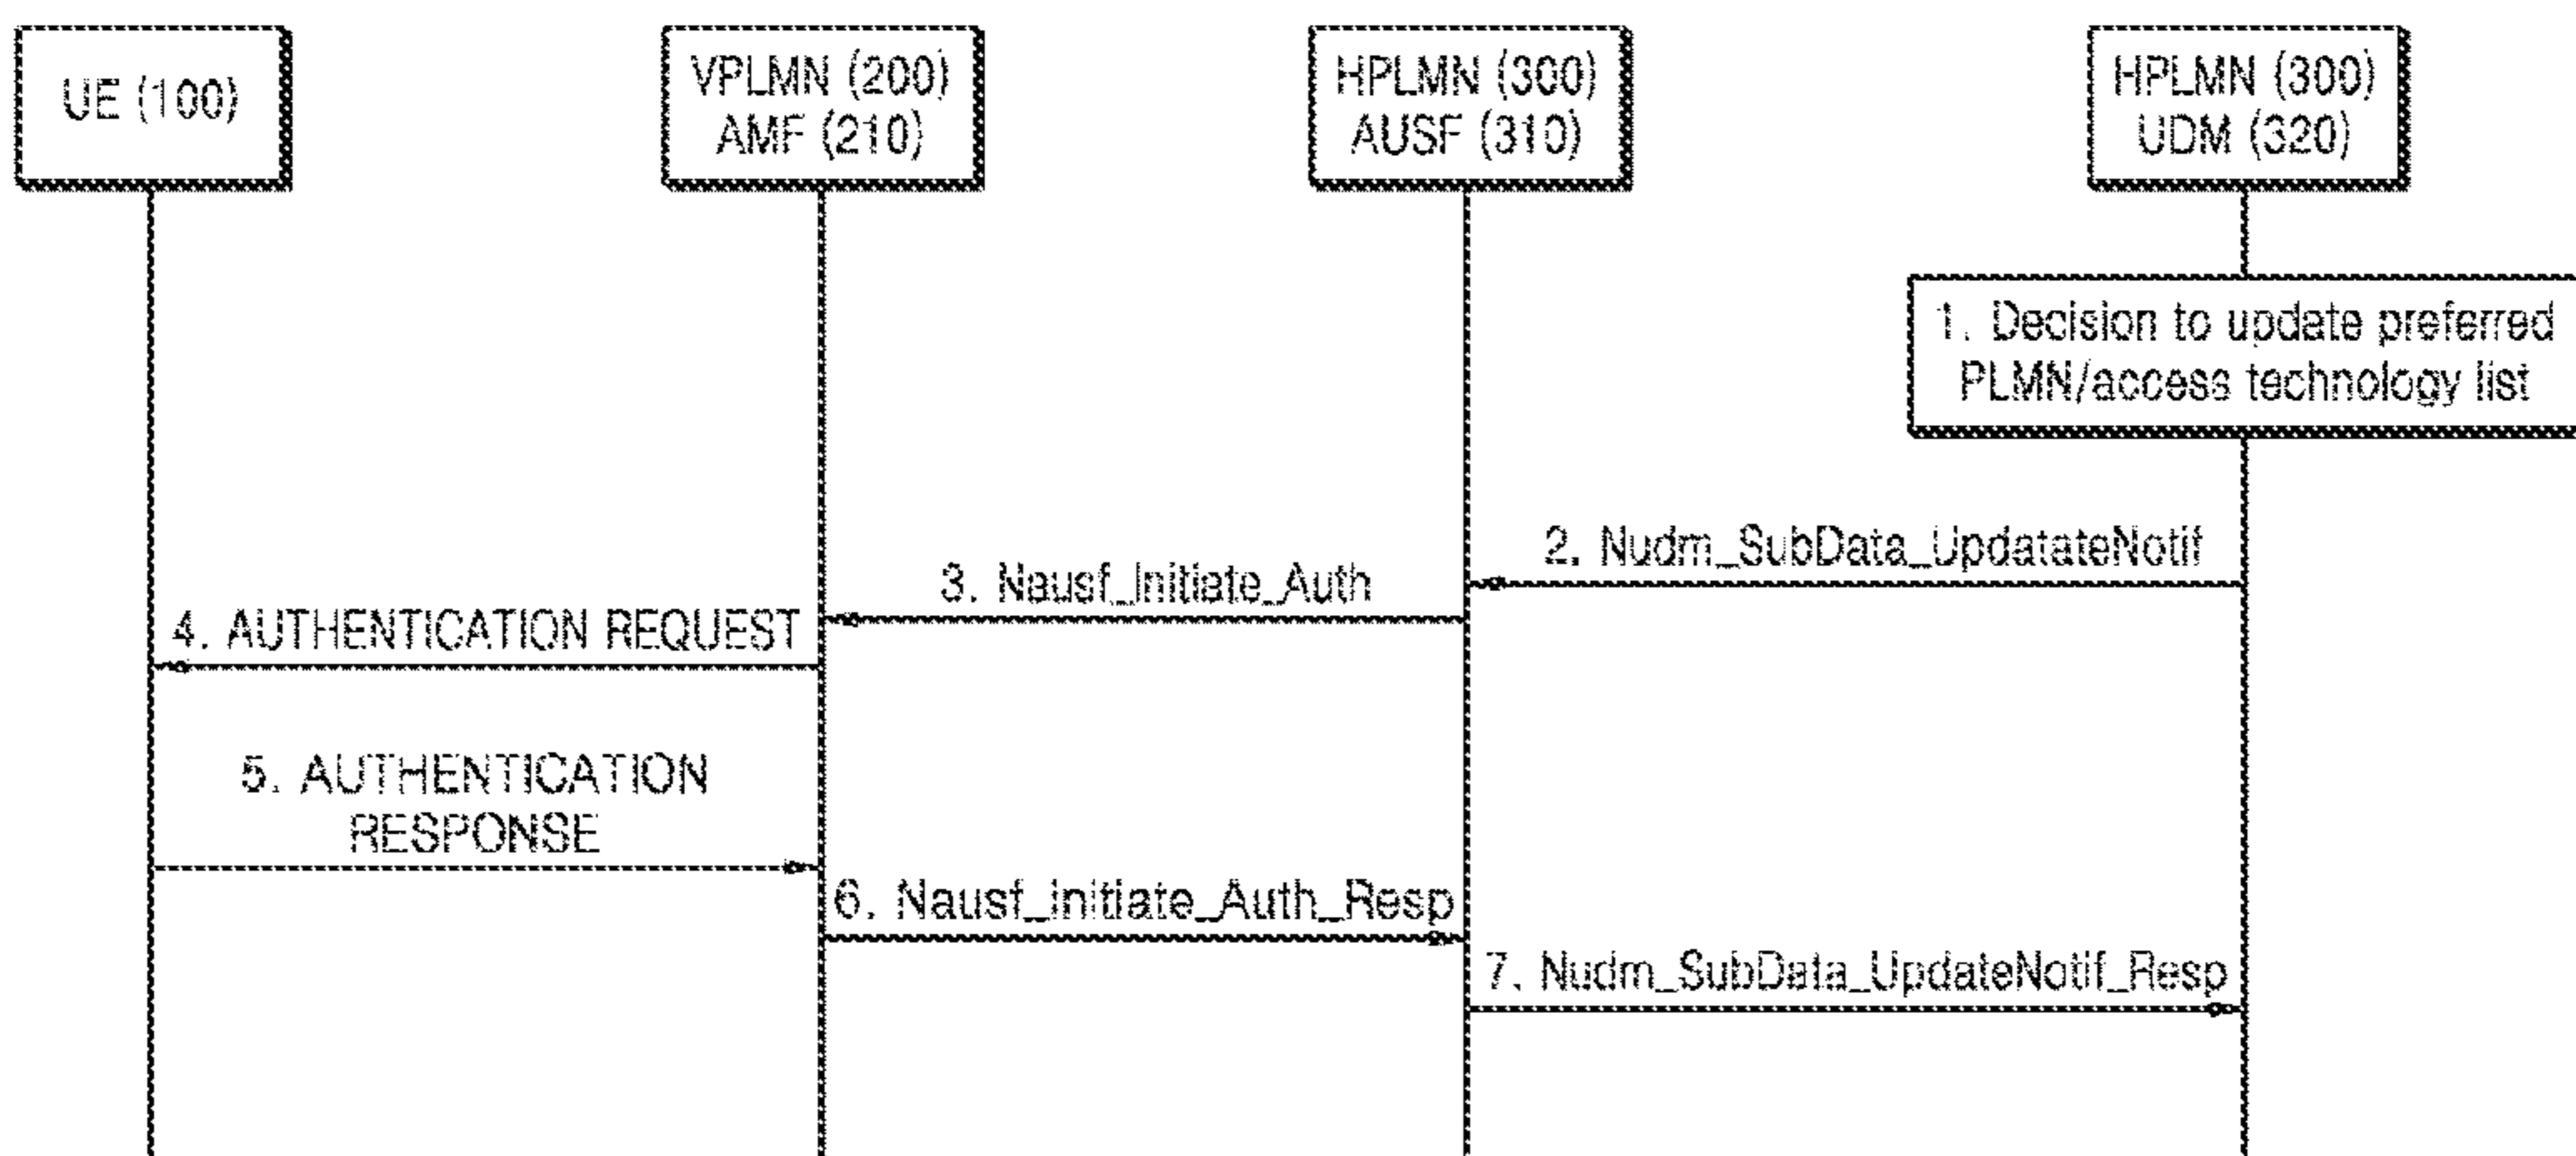 UE (100)
VPLMN (200)
AMF (210)
HPLMN (300)
AUSF (310)
HPLMN (300)
UDM (320)
1. Decision to update preferred
PLMN/access technology list
2. Nudm_SubData_UpdatateNotif
3. Nausf_Initiate_Auth
4. AUTHENTICATION REQUEST
5. AUTHENTICATION
RESPONSE
6. Nausf_initiate_Auth_Resp
7. Nudm_SubData_UpdateNotif_Resp